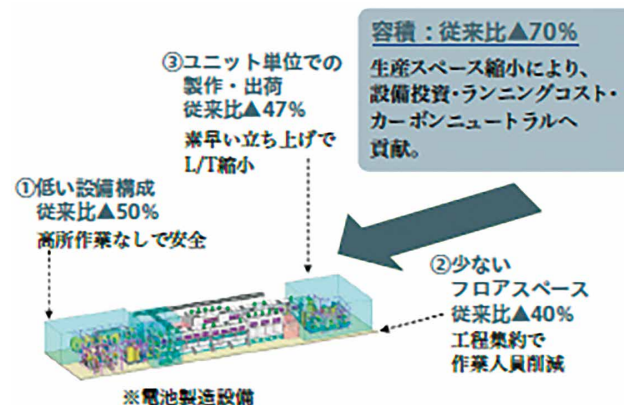 容積：従来比▲70%
生産スペース縮小により、
設備投資・ランニングコスト・
カーボンニュートラルへ
貢献。
③ユニット単位での
製作・出荷
従来比▲47%
素早い立ち上げで
L/T縮小
①低い設備構成
従来比▲50%
高所作業なしで安全
②少ない
フロアスペース
従来比▲40%
工程集約で
作業人員削減
※電池製造設備